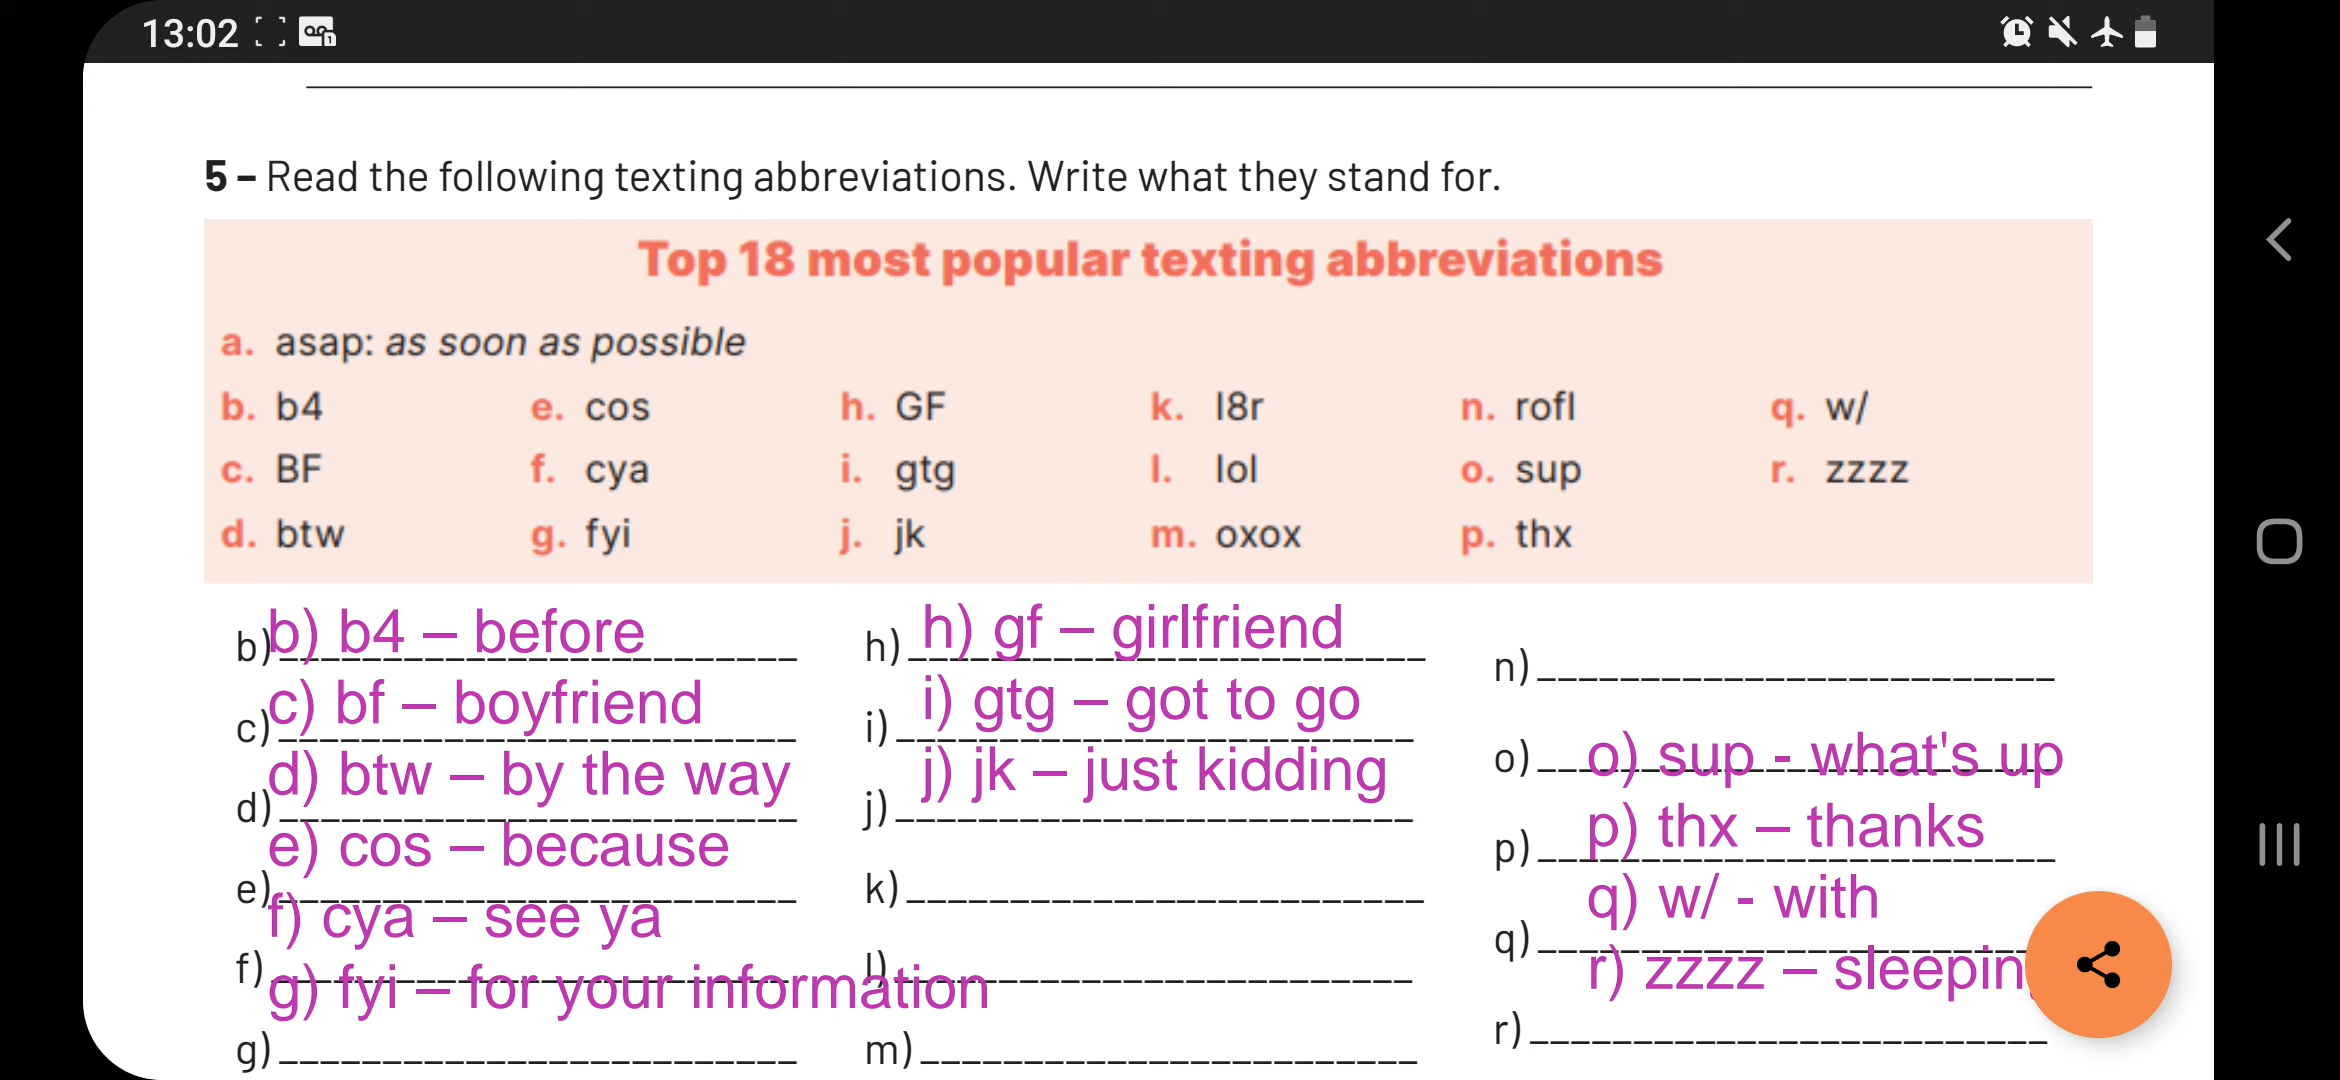 13:02
5 – Read the following texting abbreviations. Write what they stand for.
Top 18 most popular texting abbreviations
a. asap: as soon as possible
b. b4 e. cos h. GF k. l8r n. rofl q. w/
c. BF f. cya i. gtg l. lol o. sup r. zzzz
d. btw g. fyi j. jk m. oxox p. thx
b) b) b4 – before
c) c) bf – boyfriend
d) d) btw – by the way
e) e) cos – because
f) f) cya – see ya
g) g) fyi – for your information
h) h) gf – girlfriend
i) i) gtg – got to go
j) j) jk – just kidding
k)
l)
m)
n)
o) o) sup - what's up
p) p) thx – thanks
q) q) w/ - with
r) r) zzzz – sleepin